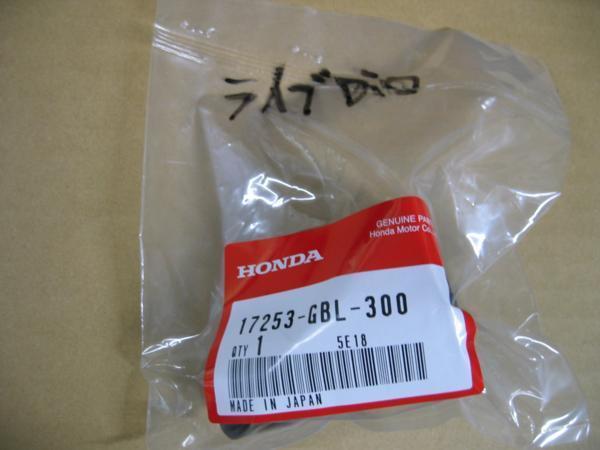 ライブDio
GENUINE PA
Honda Motor Co
HONDA
17253-GBL-300
QTY 1 5E18
MADE IN JAPAN